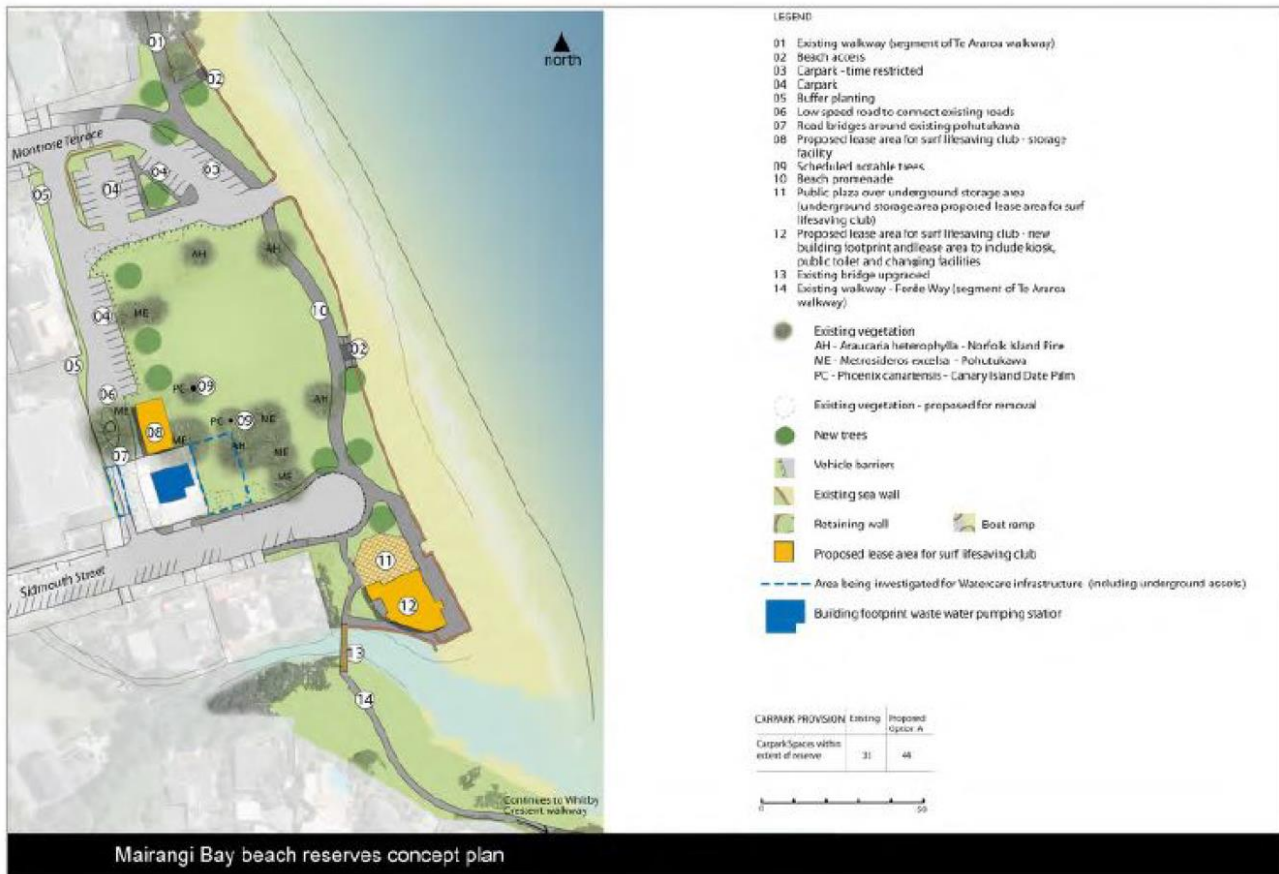 01
02
north
LEGEND
01 Existing walkway (segment of Te Araroa walkway)
02 Beach access
03 Carpark - time restricted
04 Carpark
05 Buffer planting
06 Low speed road to connect existing roads
07 Road bridges around existing pohutukawa
08 Proposed lease area for surf lifesaving club - storage
facility
09 Scheduled notable trees
10 Beach promenade
11 Public plaza over underground storage area
(underground storage area proposed lease area for surf
lifesaving club)
12 Proposed lease area for surf lifesaving club - new
building footprint and lease area to include kiosk,
public toilet and changing facilities
13 Existing bridge upgraded
14 Existing walkway - Forde Way (segment of Te Araroa
walkway)
Existing vegetation
AH - Araucaria heterophylla - Norfolk Island Pine
ME - Metrosideros excelsa - Pohutukawa
PC - Phoenix canariensis - Canary Island Date Palm
Existing vegetation - proposed for removal
New trees
Vehicle barriers
Existing sea wall
Retaining wall
Boat ramp
Proposed lease area for surf lifesaving club
Area being investigated for Watercare infrastructure (including underground assets)
Building footprint waste water pumping station
CARPARK PROVISION Existing Proposed
Option A
Carpark Spaces within
extent of reserve 44
0 50
Montrose Terrace
04
03
04
05
AH
AH
10
04
ME
02
05
PC 09
06
AH
ME
PC 09
ME
08
ME
AH
ME
07
ME
11
Sidmouth Street
12
13
14
Continues to Whitby
Crescent walkway
Mairangi Bay beach reserves concept plan